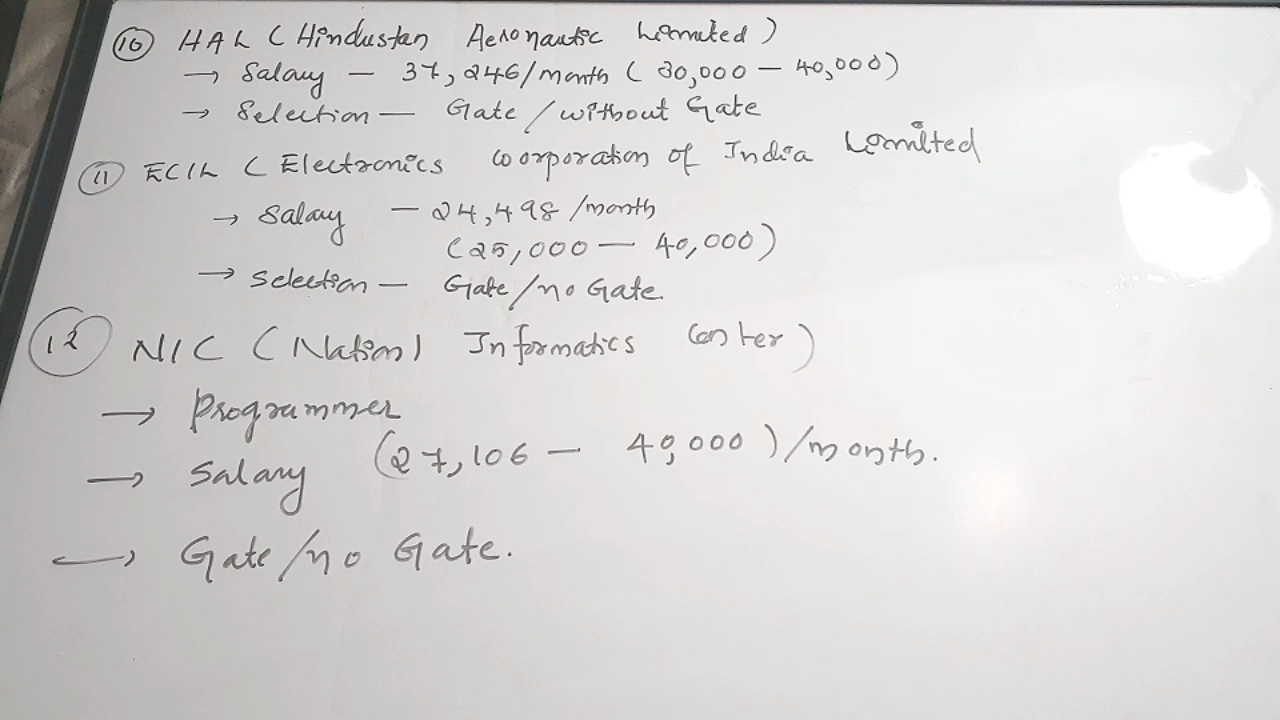 10 HAL (Hindustan Aeronautic Limited)
→ Salary — 37,246/month (30,000 — 40,000)
→ Selection — Gate / without Gate
11 ECIL (Electronics Coorporation of India Limited
→ Salary — 24,498 /month
(25,000 — 40,000)
→ Selection — Gate/no Gate.
12 NIC (National Informatics Center)
→ Programmer
→ Salary (27,106 — 40,000)/month.
→ Gate/no Gate.